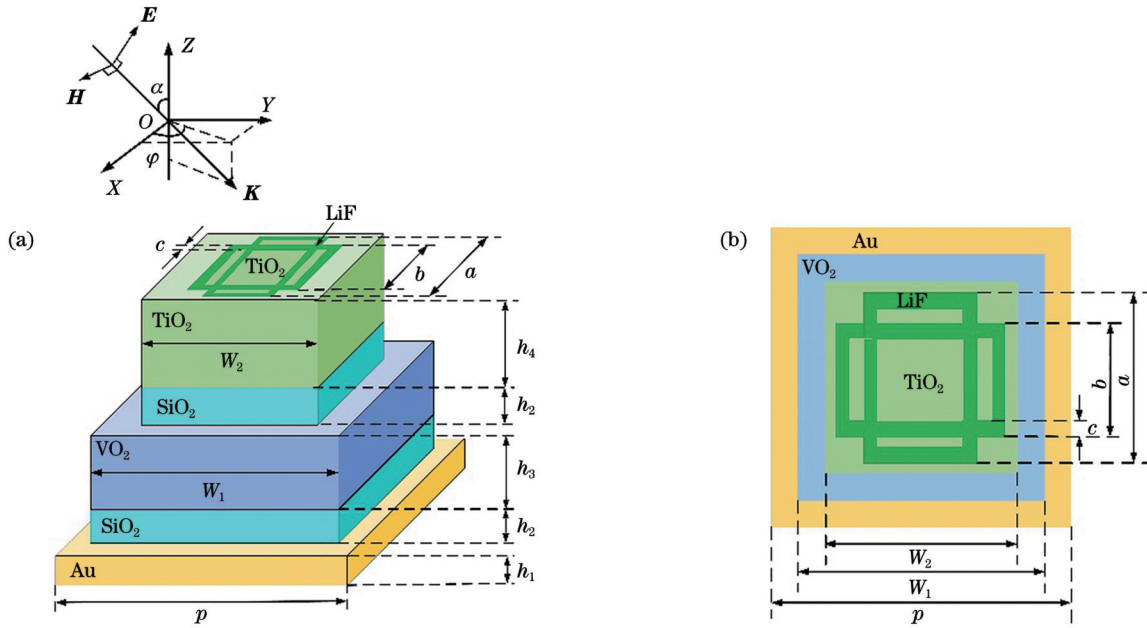 E
Z
H
α
Y
O
φ
X
K
(a)
LiF
c
TiO₂
b
a
TiO₂
W₂
h₄
SiO₂
h₂
VO₂
W₁
h₃
SiO₂
h₂
Au
h₁
p
(b)
Au
VO₂
LiF
TiO₂
b
a
c
W₂
W₁
p